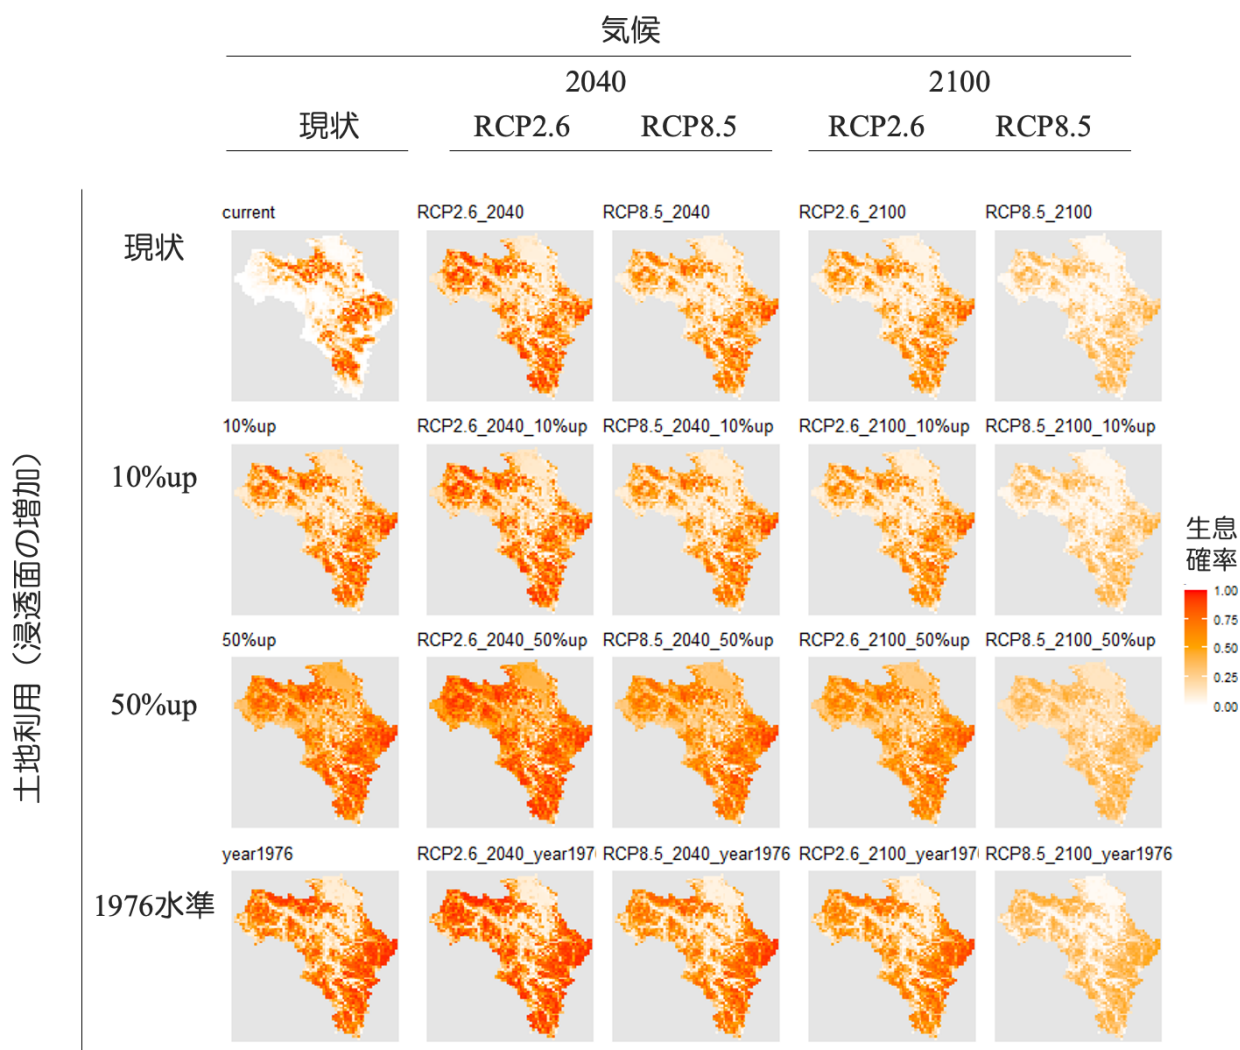 気候
2040 2100
現状 RCP2.6 RCP8.5 RCP2.6 RCP8.5
土地利用（浸透面の増加）
現状
current RCP2.6_2040 RCP8.5_2040 RCP2.6_2100 RCP8.5_2100
10%up
10%up RCP2.6_2040_10%up RCP8.5_2040_10%up RCP2.6_2100_10%up RCP8.5_2100_10%up
50%up
50%up RCP2.6_2040_50%up RCP8.5_2040_50%up RCP2.6_2100_50%up RCP8.5_2100_50%up
1976水準
year1976 RCP2.6_2040_year197 RCP8.5_2040_year1976 RCP2.6_2100_year197 RCP8.5_2100_year1976
生息
確率
1.00
0.75
0.50
0.25
0.00